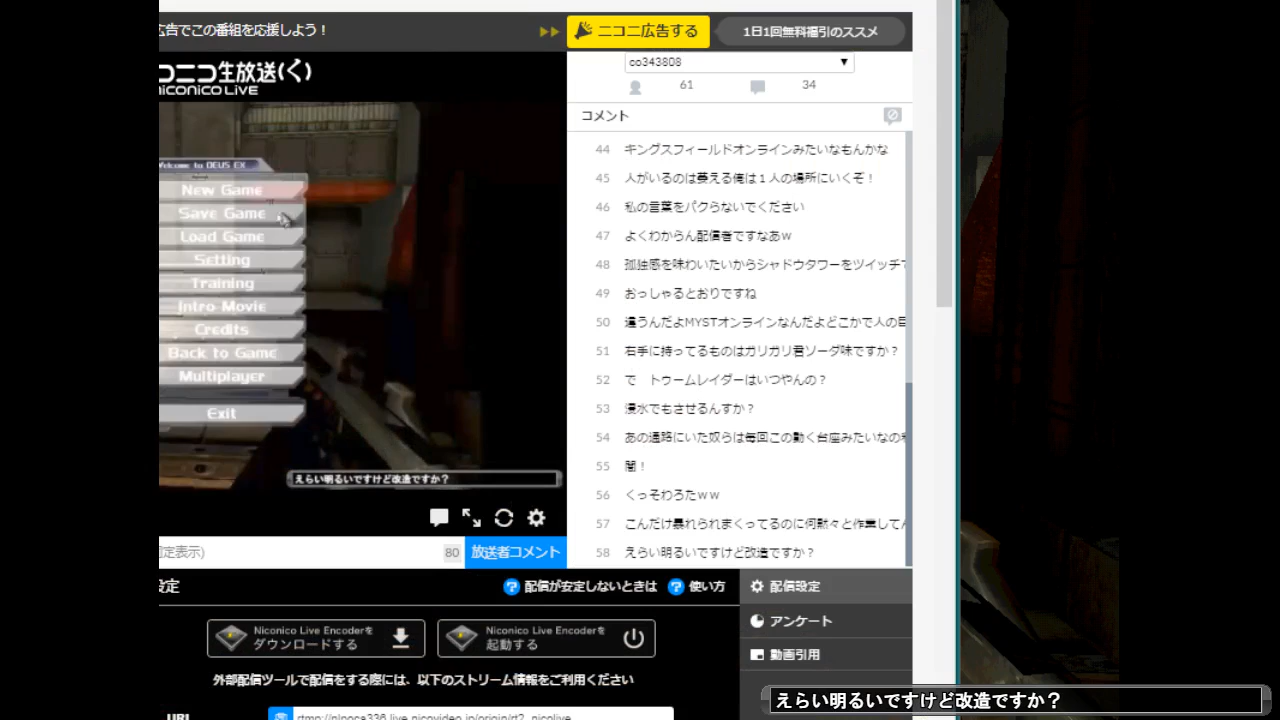 広告でこの番組を応援しよう！
ニコニ広告する
1日1回無料福引のススメ
co343808
61
34
コメント
ニコニコ生放送(く)
niconico Live
Welcome to DEUS EX
New Game
Save Game
Load Game
Setting
Training
Intro Movie
Credits
Back to Game
Multiplayer
Exit
えらい明るいですけど改造ですか？
44 キングスフィールドオンラインみたいなもんかな
45 人がいるのは萎える俺は１人の場所にいくぞ！
46 私の言葉をパクらないでください
47 よくわからん配信者ですなあｗ
48 孤独感を味わいたいからシャドウタワーをツイッチで
49 おっしゃるとおりですね
50 違うんだよMYSTオンラインなんだよどこかで人の目
51 右手に持ってるものはガリガリ君ソーダ味ですか？
52 で　トゥームレイダーはいつやんの？
53 浸水でもさせるんすか？
54 あの通路にいた奴らは毎回この動く台座みたいなの利
55 闇！
56 くっそわろたｗｗ
57 こんだけ暴れられまくってるのに何黙々と作業してん
58 えらい明るいですけど改造ですか？
定表示)
80
放送者コメント
設定
配信が安定しないときは
使い方
配信設定
アンケート
動画引用
Niconico Live Encoderを
ダウンロードする
Niconico Live Encoderを
起動する
外部配信ツールで配信をする際には、以下のストリーム情報をご利用ください
URL
rtmp://nlpoca336.live.nicovideo.jp/origin/rt2_nicolive
えらい明るいですけど改造ですか？